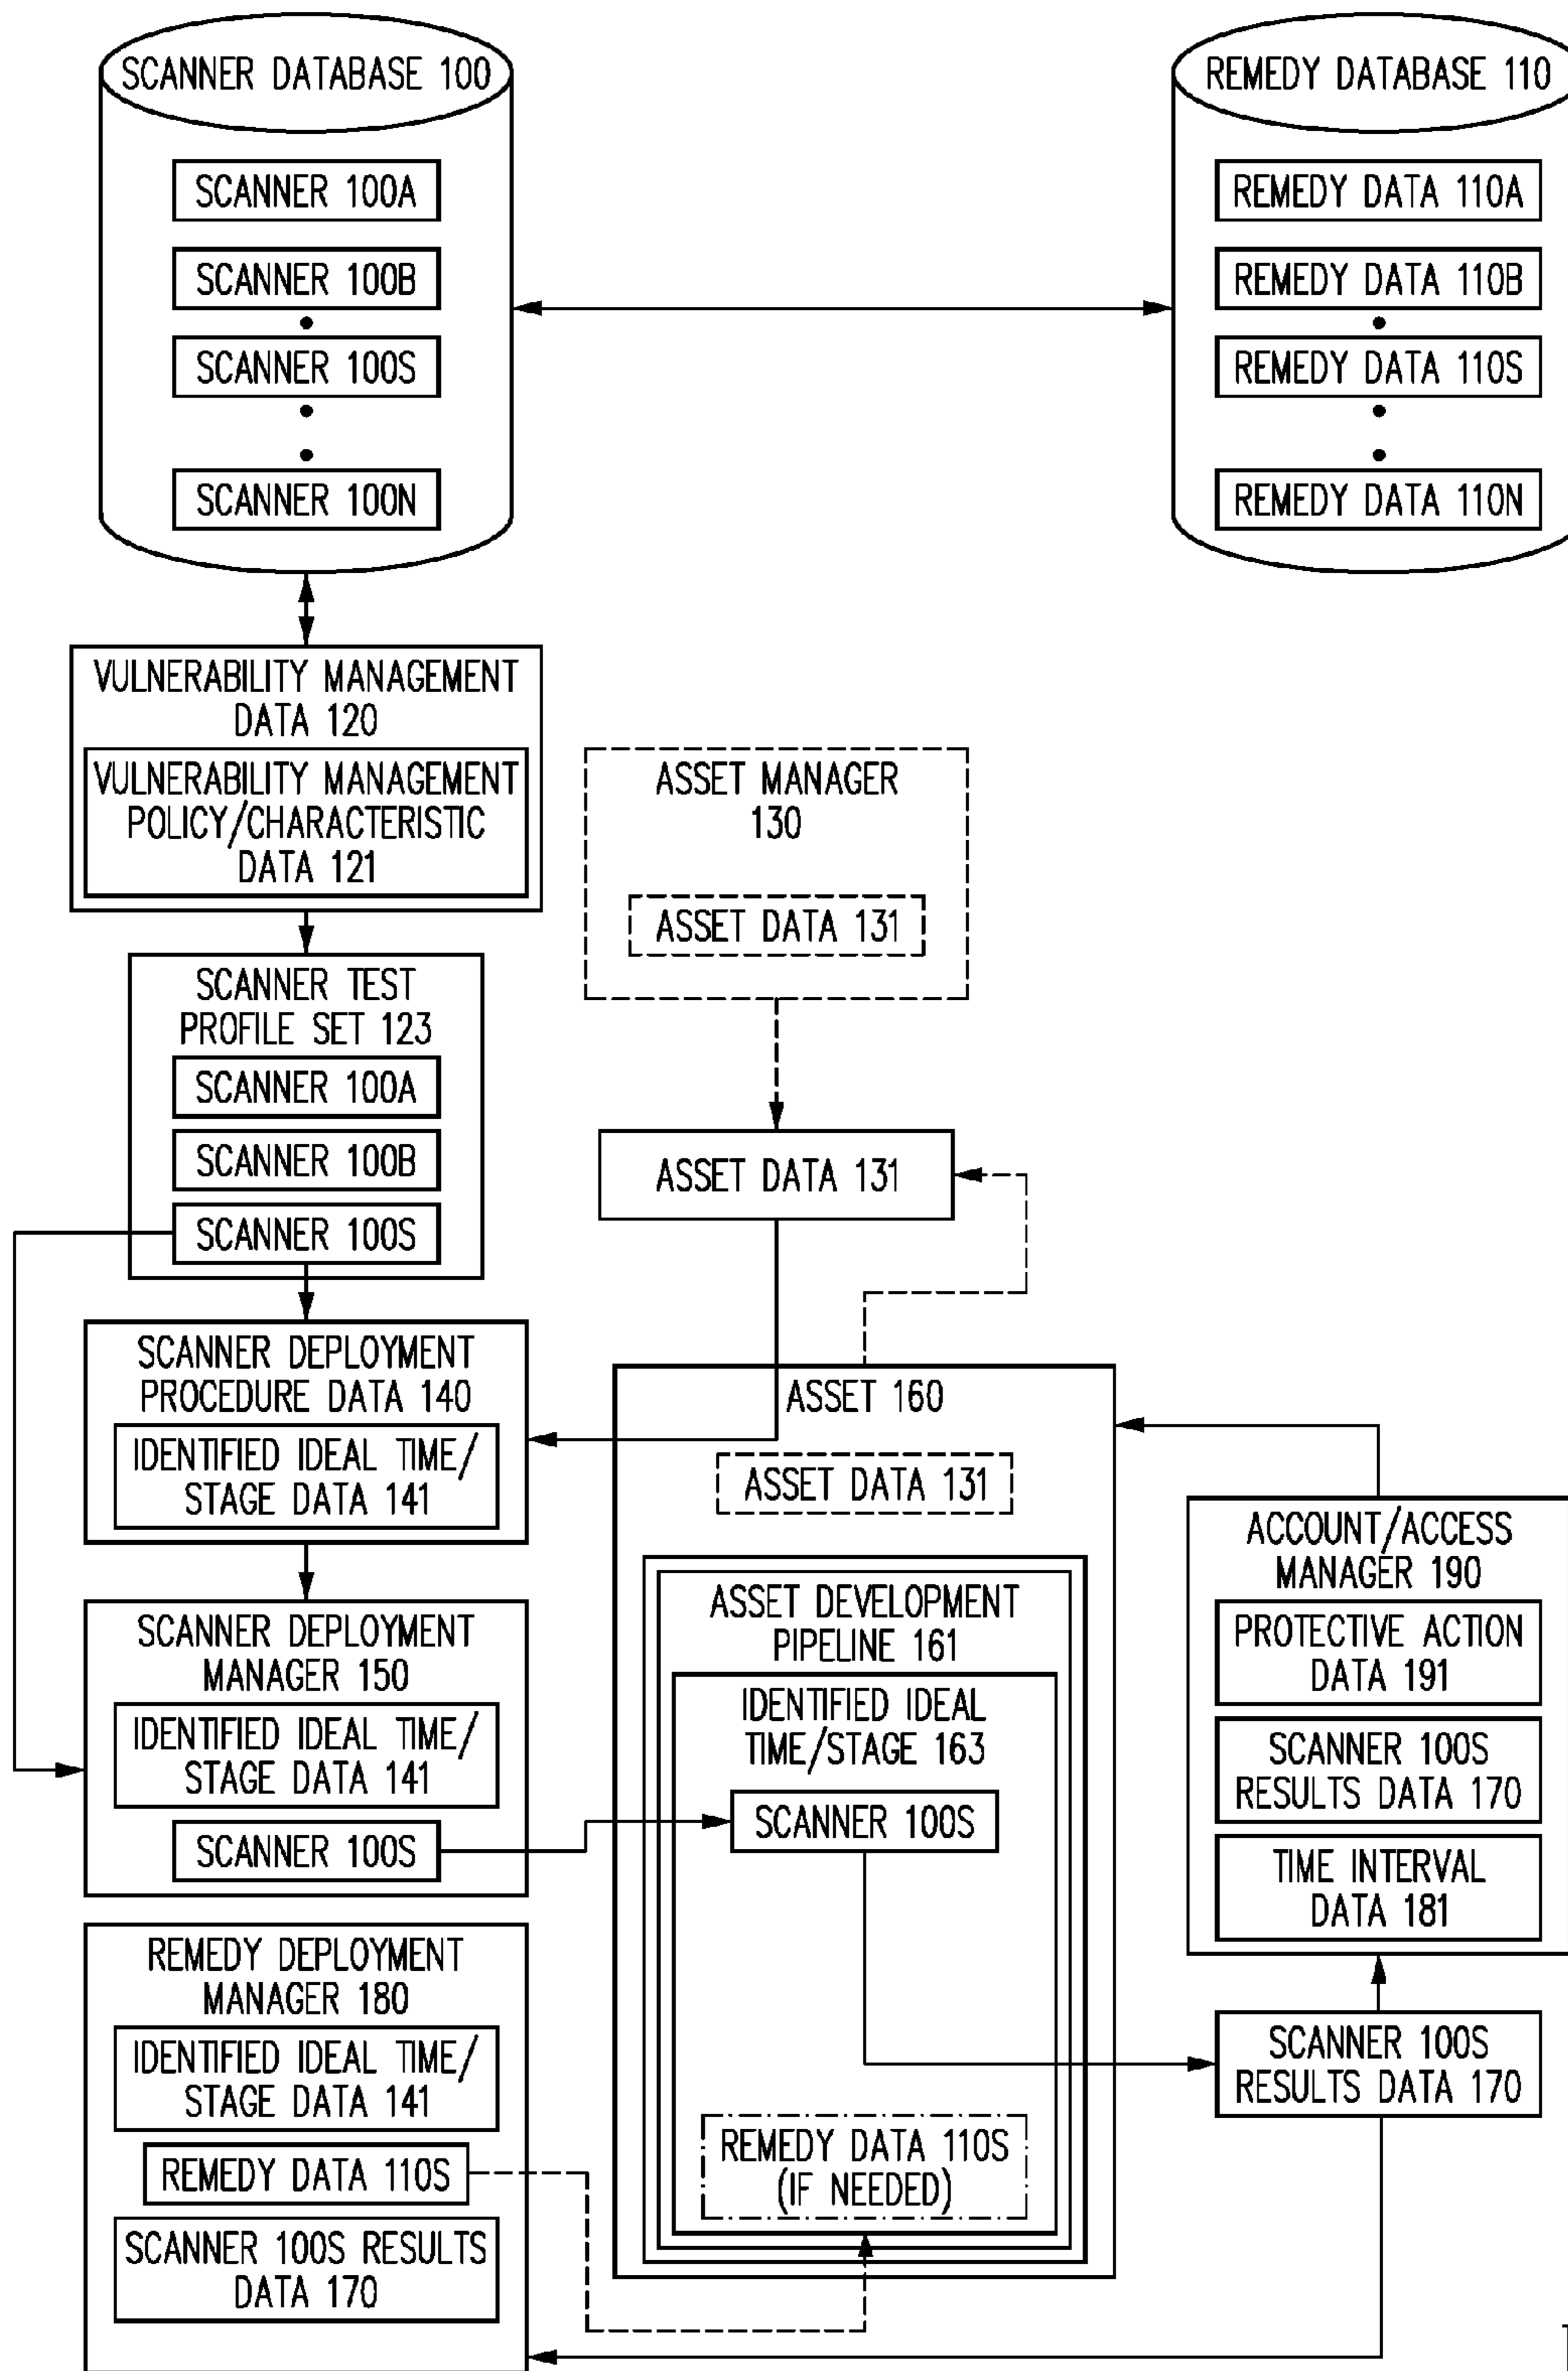 SCANNER DATABASE 100
SCANNER 100A
SCANNER 100B
SCANNER 100S
SCANNER 100N
REMEDY DATABASE 110
REMEDY DATA 110A
REMEDY DATA 110B
REMEDY DATA 110S
REMEDY DATA 110N
VULNERABILITY MANAGEMENT
DATA 120
VULNERABILITY MANAGEMENT
POLICY/CHARACTERISTIC
DATA 121
ASSET MANAGER
130
ASSET DATA 131
SCANNER TEST
PROFILE SET 123
SCANNER 100A
SCANNER 100B
SCANNER 100S
ASSET DATA 131
SCANNER DEPLOYMENT
PROCEDURE DATA 140
IDENTIFIED IDEAL TIME/
STAGE DATA 141
SCANNER DEPLOYMENT
MANAGER 150
IDENTIFIED IDEAL TIME/
STAGE DATA 141
SCANNER 100S
REMEDY DEPLOYMENT
MANAGER 180
IDENTIFIED IDEAL TIME/
STAGE DATA 141
REMEDY DATA 110S
SCANNER 100S RESULTS
DATA 170
ASSET 160
ASSET DATA 131
ASSET DEVELOPMENT
PIPELINE 161
IDENTIFIED IDEAL
TIME/STAGE 163
SCANNER 100S
REMEDY DATA 110S
(IF NEEDED)
ACCOUNT/ACCESS
MANAGER 190
PROTECTIVE ACTION
DATA 191
SCANNER 100S
RESULTS DATA 170
TIME INTERVAL
DATA 181
SCANNER 100S
RESULTS DATA 170